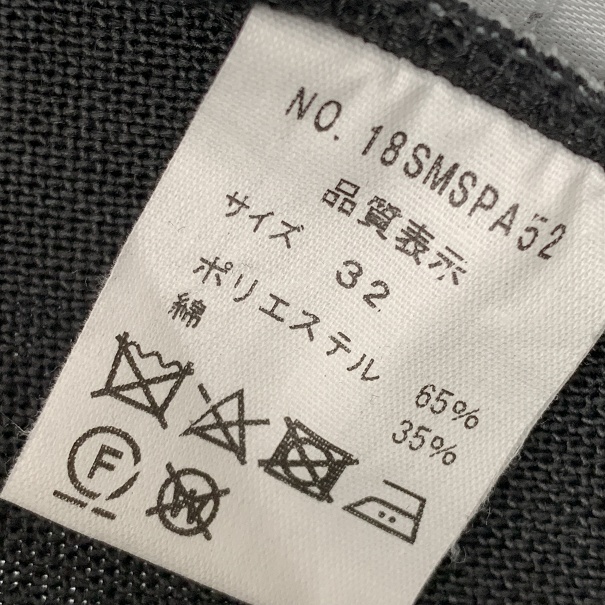 NO. 18SMSPA52
品質表示
サイズ 32
ポリエステル 65%
綿 35%
F
W